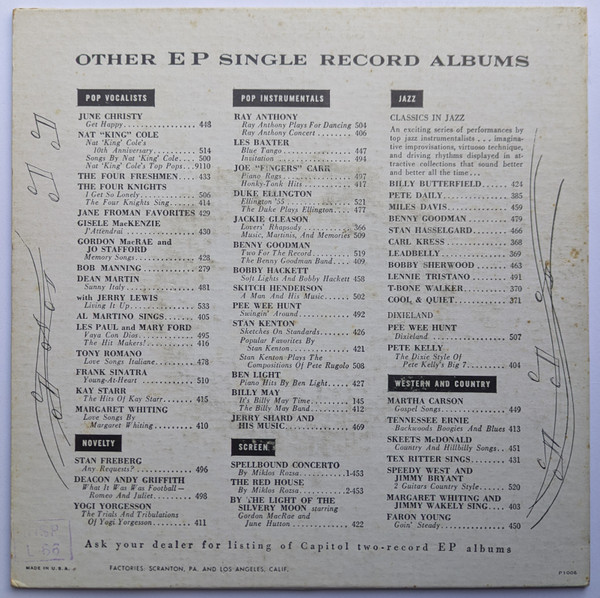 OTHER EP SINGLE RECORD ALBUMS
POP VOCALISTS
JUNE CHRISTY
Get Happy.............. 448
NAT "KING" COLE
Nat 'King' Cole's
10th Anniversary........... 514
Songs By Nat 'King' Cole.... 500
Nat 'King' Cole's Top Pops.. 9110
THE FOUR FRESHMEN....... 433
THE FOUR KNIGHTS
I Get So Lonely............ 506
The Four Knights Sing....... 414
JANE FROMAN FAVORITES 429
GISELE MacKENZIE
J'Attendrai............... 430
GORDON MacRAE and
JO STAFFORD
Memory Songs............. 428
BOB MANNING............ 279
DEAN MARTIN
Sunny Italy............... 481
with JERRY LEWIS
Living It Up.............. 533
AL MARTINO SINGS....... 405
LES PAUL and MARY FORD
Vaya Con Dios............ 495
The Hit Makers!........... 416
TONY ROMANO
Love Songs Italiane......... 478
FRANK SINATRA
Young-At-Heart............ 510
KAY STARR
The Hits Of Kay Starr....... 415
MARGARET WHITING
Love Songs By
Margaret Whiting.......... 410
NOVELTY
STAN FREBERG
Any Requests?............. 496
DEACON ANDY GRIFFITH
What It Was Was Football—
Romeo And Juliet......... 498
YOGI YORGESSON
The Trials And Tribulations
Of Yogi Yorgesson......... 411
POP INSTRUMENTALS
RAY ANTHONY
Ray Anthony Plays For Dancing 504
Ray Anthony Concert........ 406
LES BAXTER
Blue Tango............... 447
Invitation................ 494
JOE "FINGERS" CARR
Piano Rags............... 497
Honky-Tonk Hits.......... 417
DUKE ELLINGTON
Ellington '55.............. 521
The Duke Plays Ellington.... 477
JACKIE GLEASON
Lovers' Rhapsody.......... 366
Music, Martinis, And Memories 509
BENNY GOODMAN
Two For The Record........ 519
The Benny Goodman Band.... 409
BOBBY HACKETT
Soft Lights And Bobby Hackett 458
SKITCH HENDERSON
A Man And His Music....... 502
PEE WEE HUNT
Swingin' Around........... 492
STAN KENTON
Sketches On Standards....... 426
Popular Favorites By
Stan Kenton.............. 421
Stan Kenton Plays The
Compositions Of Pete Rugolo 508
BEN LIGHT
Piano Hits By Ben Light..... 427
BILLY MAY
It's Billy May Time......... 145
The Billy May Band......... 412
JERRY SHARD AND
HIS MUSIC.............. 469
SCREEN
SPELLBOUND CONCERTO
By Miklos Rozsa..........1-453
THE RED HOUSE
By Miklos Rozsa..........2-453
BY THE LIGHT OF THE
SILVERY MOON starring
Gordon MacRae and
June Hutton............. 422
JAZZ
CLASSICS IN JAZZ
An exciting series of performances by
top jazz instrumentalists . . . imagina-
tive improvisations, virtuoso technique,
and driving rhythms displayed in at-
tractive collections that sound better
and better all the time . . .
BILLY BUTTERFIELD..... 424
PETE DAILY............. 385
MILES DAVIS............ 459
BENNY GOODMAN........ 479
STAN HASSELGARD...... 466
CARL KRESS............. 368
LEADBELLY.............. 369
BOBBY SHERWOOD...... 463
LENNIE TRISTANO....... 491
T-BONE WALKER......... 370
COOL & QUIET........... 371
DIXIELAND
PEE WEE HUNT
Dixieland................ 507
PETE KELLY
The Dixie Style Of
Pete Kelly's Big 7......... 404
WESTERN AND COUNTRY
MARTHA CARSON
Gospel Songs............. 449
TENNESSEE ERNIE
Backwoods Boogies And Blues 413
SKEETS McDONALD
Country And Hillbilly Songs.. 451
TEX RITTER SINGS....... 431
SPEEDY WEST AND
JIMMY BRYANT
2 Guitars Country Style...... 520
MARGARET WHITING AND
JIMMY WAKELY SING.... 403
FARON YOUNG
Goin' Steady.............. 450
Ask your dealer for listing of Capitol two-record EP albums
MADE IN U.S.A.
FACTORIES: SCRANTON, PA. AND LOS ANGELES, CALIF.